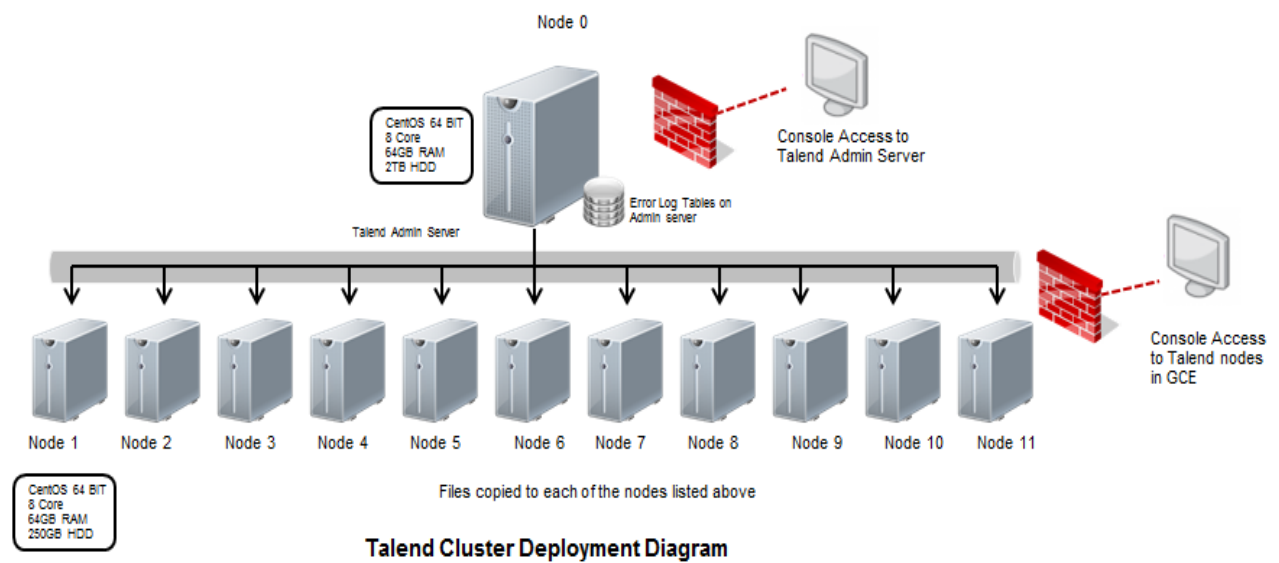 Node 0
CentOS 64 BIT
8 Core
64GB RAM
2TB HDD
Console Access to
Talend Admin Server
Error Log Tables on
Admin server
Talend Admin Server
Console Access
to Talend nodes
in GCE
Node 1
Node 2
Node 3
Node 4
Node 5
Node 6
Node 7
Node 8
Node 9
Node 10
Node 11
CentOS 64 BIT
8 Core
64GB RAM
250GB HDD
Files copied to each of the nodes listed above
Talend Cluster Deployment Diagram